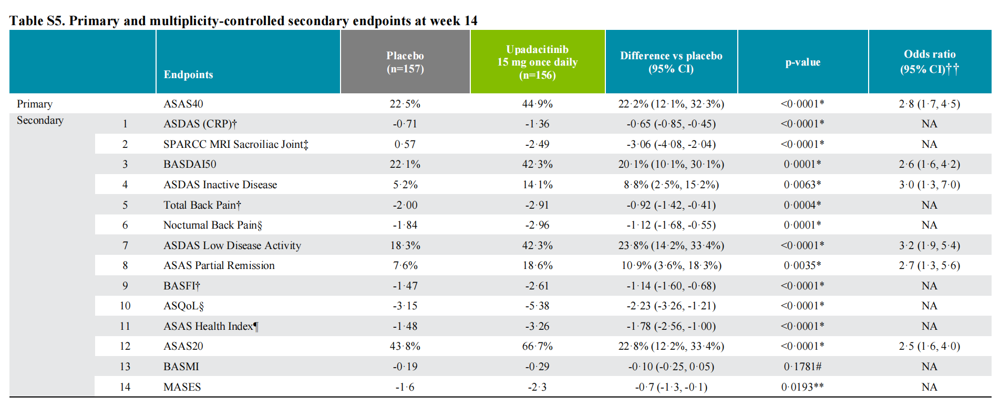 Table S5. Primary and multiplicity-controlled secondary endpoints at week 14
Endpoints
Placebo
(n=157)
Upadacitinib
15 mg once daily
(n=156)
Difference vs placebo
(95% CI)
p-value
Odds ratio
(95% CI)††
Primary ASAS40 22·5% 44·9% 22·2% (12·1%, 32·3%) <0·0001* 2·8 (1·7, 4·5)
Secondary
1 ASDAS (CRP)† -0·71 -1·36 -0·65 (-0·85, -0·45) <0·0001* NA
2 SPARCC MRI Sacroiliac Joint‡ 0·57 -2·49 -3·06 (-4·08, -2·04) <0·0001* NA
3 BASDAI50 22·1% 42·3% 20·1% (10·1%, 30·1%) 0·0001* 2·6 (1·6, 4·2)
4 ASDAS Inactive Disease 5·2% 14·1% 8·8% (2·5%, 15·2%) 0·0063* 3·0 (1·3, 7·0)
5 Total Back Pain† -2·00 -2·91 -0·92 (-1·42, -0·41) 0·0004* NA
6 Nocturnal Back Pain§ -1·84 -2·96 -1·12 (-1·68, -0·55) 0·0001* NA
7 ASDAS Low Disease Activity 18·3% 42·3% 23·8% (14·2%, 33·4%) <0·0001* 3·2 (1·9, 5·4)
8 ASAS Partial Remission 7·6% 18·6% 10·9% (3·6%, 18·3%) 0·0035* 2·7 (1·3, 5·6)
9 BASFI† -1·47 -2·61 -1·14 (-1·60, -0·68) <0·0001* NA
10 ASQoL§ -3·15 -5·38 -2·23 (-3·26, -1·21) <0·0001* NA
11 ASAS Health Index¶ -1·48 -3·26 -1·78 (-2·56, -1·00) <0·0001* NA
12 ASAS20 43·8% 66·7% 22·8% (12·2%, 33·4%) <0·0001* 2·5 (1·6, 4·0)
13 BASMI -0·19 -0·29 -0·10 (-0·25, 0·05) 0·1781# NA
14 MASES -1·6 -2·3 -0·7 (-1·3, -0·1) 0·0193** NA